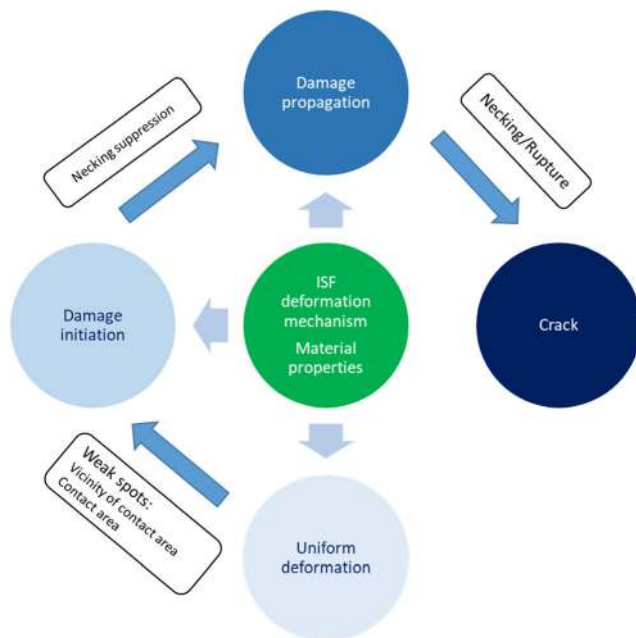 Damage
propagation
Necking suppression
Necking/Rupture
Damage
initiation
ISF
deformation
mechanism
Material
properties
Crack
Weak spots:
Vicinity of contact area
Contact area
Uniform
deformation